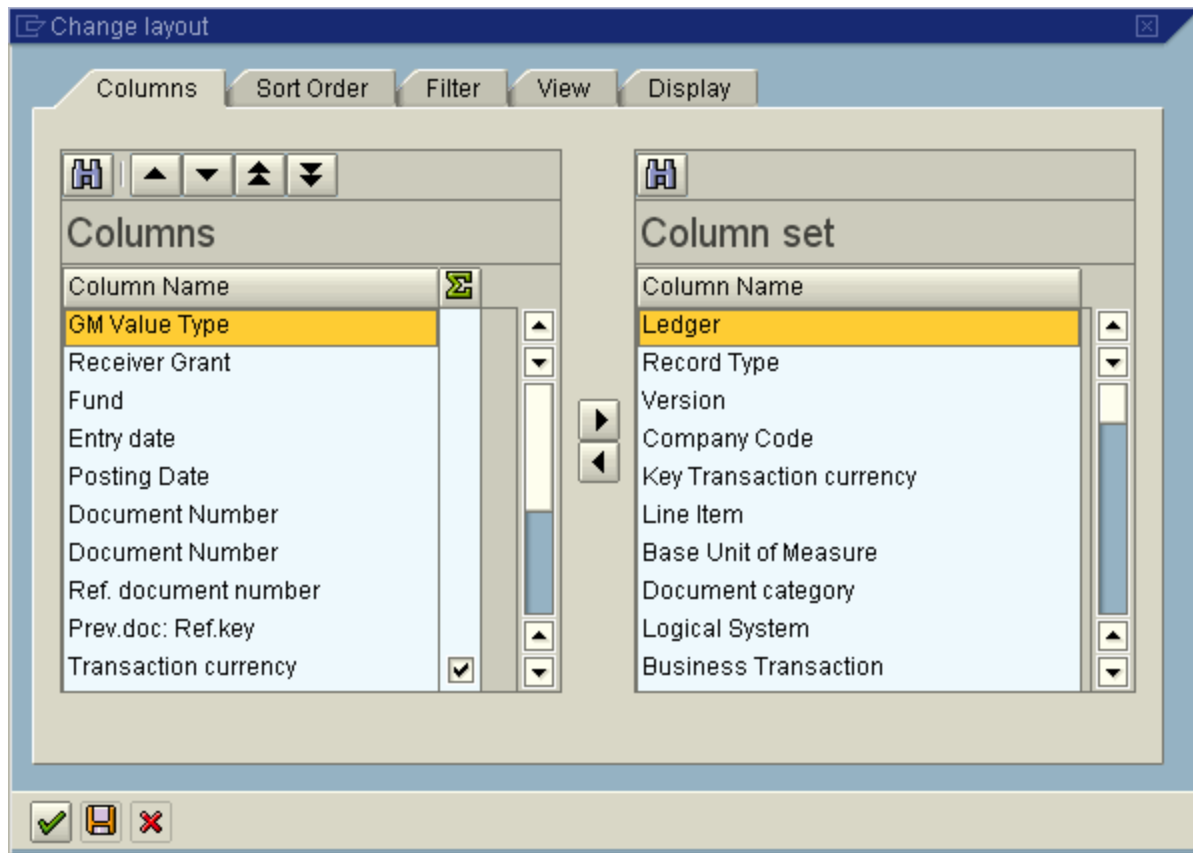 Change layout
Columns Sort Order Filter View Display
Columns
Column Name
GM Value Type
Receiver Grant
Fund
Entry date
Posting Date
Document Number
Document Number
Ref. document number
Prev.doc: Ref.key
Transaction currency
Column set
Column Name
Ledger
Record Type
Version
Company Code
Key Transaction currency
Line Item
Base Unit of Measure
Document category
Logical System
Business Transaction